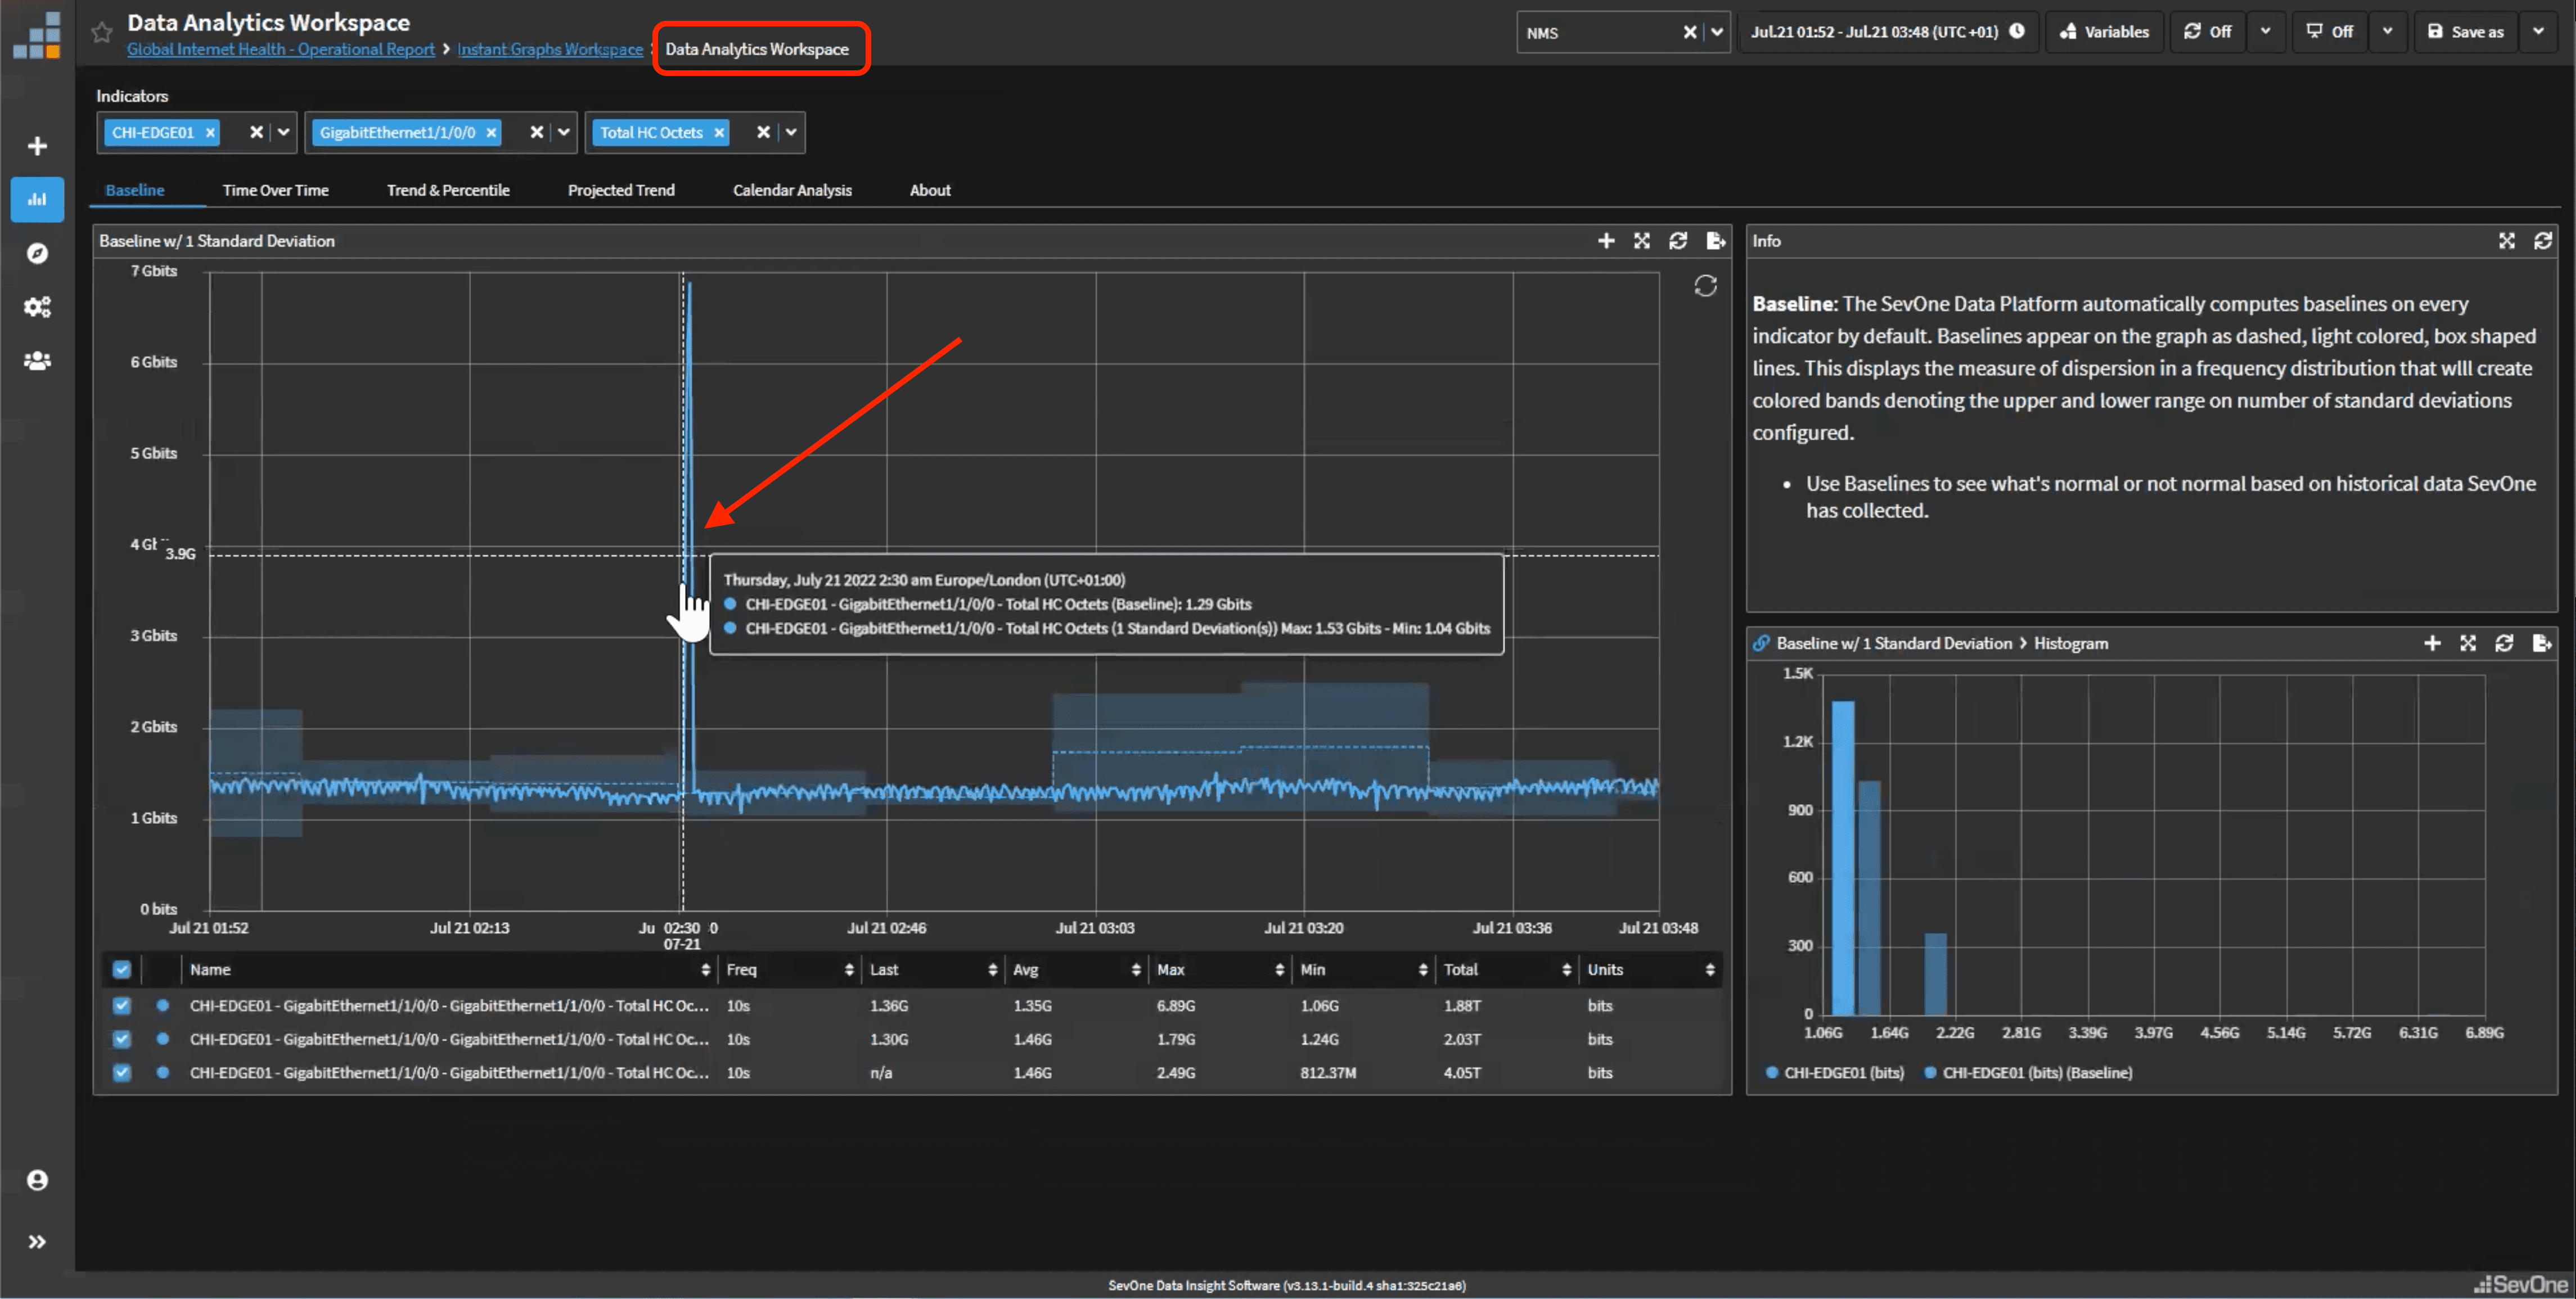 Data Analytics Workspace
Global Internet Health - Operational Report > Instant Graphs Workspace > Data Analytics Workspace
NMS
Jul.21 01:52 - Jul.21 03:48 (UTC+01)
Variables
Off
Off
Save as
Indicators
CHI-EDGE01
GigabitEthernet1/1/0/0
Total HC Octets
Baseline
Time Over Time
Trend & Percentile
Projected Trend
Calendar Analysis
About
Baseline w/ 1 Standard Deviation
7 Gbits
6 Gbits
5 Gbits
3.9G
3 Gbits
2 Gbits
1 Gbits
0 bits
Thursday, July 21 2022 2:30 am Europe/London (UTC+01:00)
CHI-EDGE01 - GigabitEthernet1/1/0/0 - Total HC Octets (Baseline): 1.29 Gbits
CHI-EDGE01 - GigabitEthernet1/1/0/0 - Total HC Octets (1 Standard Deviation(s)) Max: 1.53 Gbits - Min: 1.04 Gbits
Jul 21 01:52
Jul 21 02:13
02:30
07-21
Jul 21 02:46
Jul 21 03:03
Jul 21 03:20
Jul 21 03:36
Jul 21 03:48
Name Freq Last Avg Max Min Total Units
CHI-EDGE01 - GigabitEthernet1/1/0/0 - GigabitEthernet1/1/0/0 - Total HC Oc... 10s 1.36G 1.35G 6.89G 1.06G 1.88T bits
CHI-EDGE01 - GigabitEthernet1/1/0/0 - GigabitEthernet1/1/0/0 - Total HC Oc... 10s 1.30G 1.46G 1.79G 1.24G 2.03T bits
CHI-EDGE01 - GigabitEthernet1/1/0/0 - GigabitEthernet1/1/0/0 - Total HC Oc... 10s n/a 1.46G 2.49G 812.37M 4.05T bits
Info
Baseline: The SevOne Data Platform automatically computes baselines on every
indicator by default. Baselines appear on the graph as dashed, light colored, box shaped
lines. This displays the measure of dispersion in a frequency distribution that will create
colored bands denoting the upper and lower range on number of standard deviations
configured.
• Use Baselines to see what's normal or not normal based on historical data SevOne
has collected.
Baseline w/ 1 Standard Deviation > Histogram
1.5K
1.2K
900
600
300
0
1.06G 1.64G 2.22G 2.81G 3.39G 3.97G 4.56G 5.14G 5.72G 6.31G 6.89G
CHI-EDGE01 (bits)
CHI-EDGE01 (bits) (Baseline)
SevOne Data Insight Software (v3.13.1-build.4 sha1:325c21a6)
SevOne